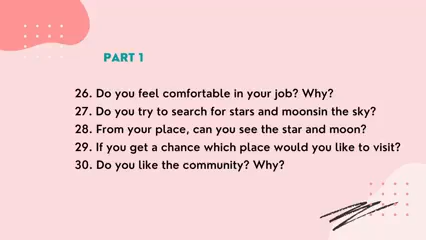 PART 1
26. Do you feel comfortable in your job? Why?
27. Do you try to search for stars and moonsin the sky?
28. From your place, can you see the star and moon?
29. If you get a chance which place would you like to visit?
30. Do you like the community? Why?